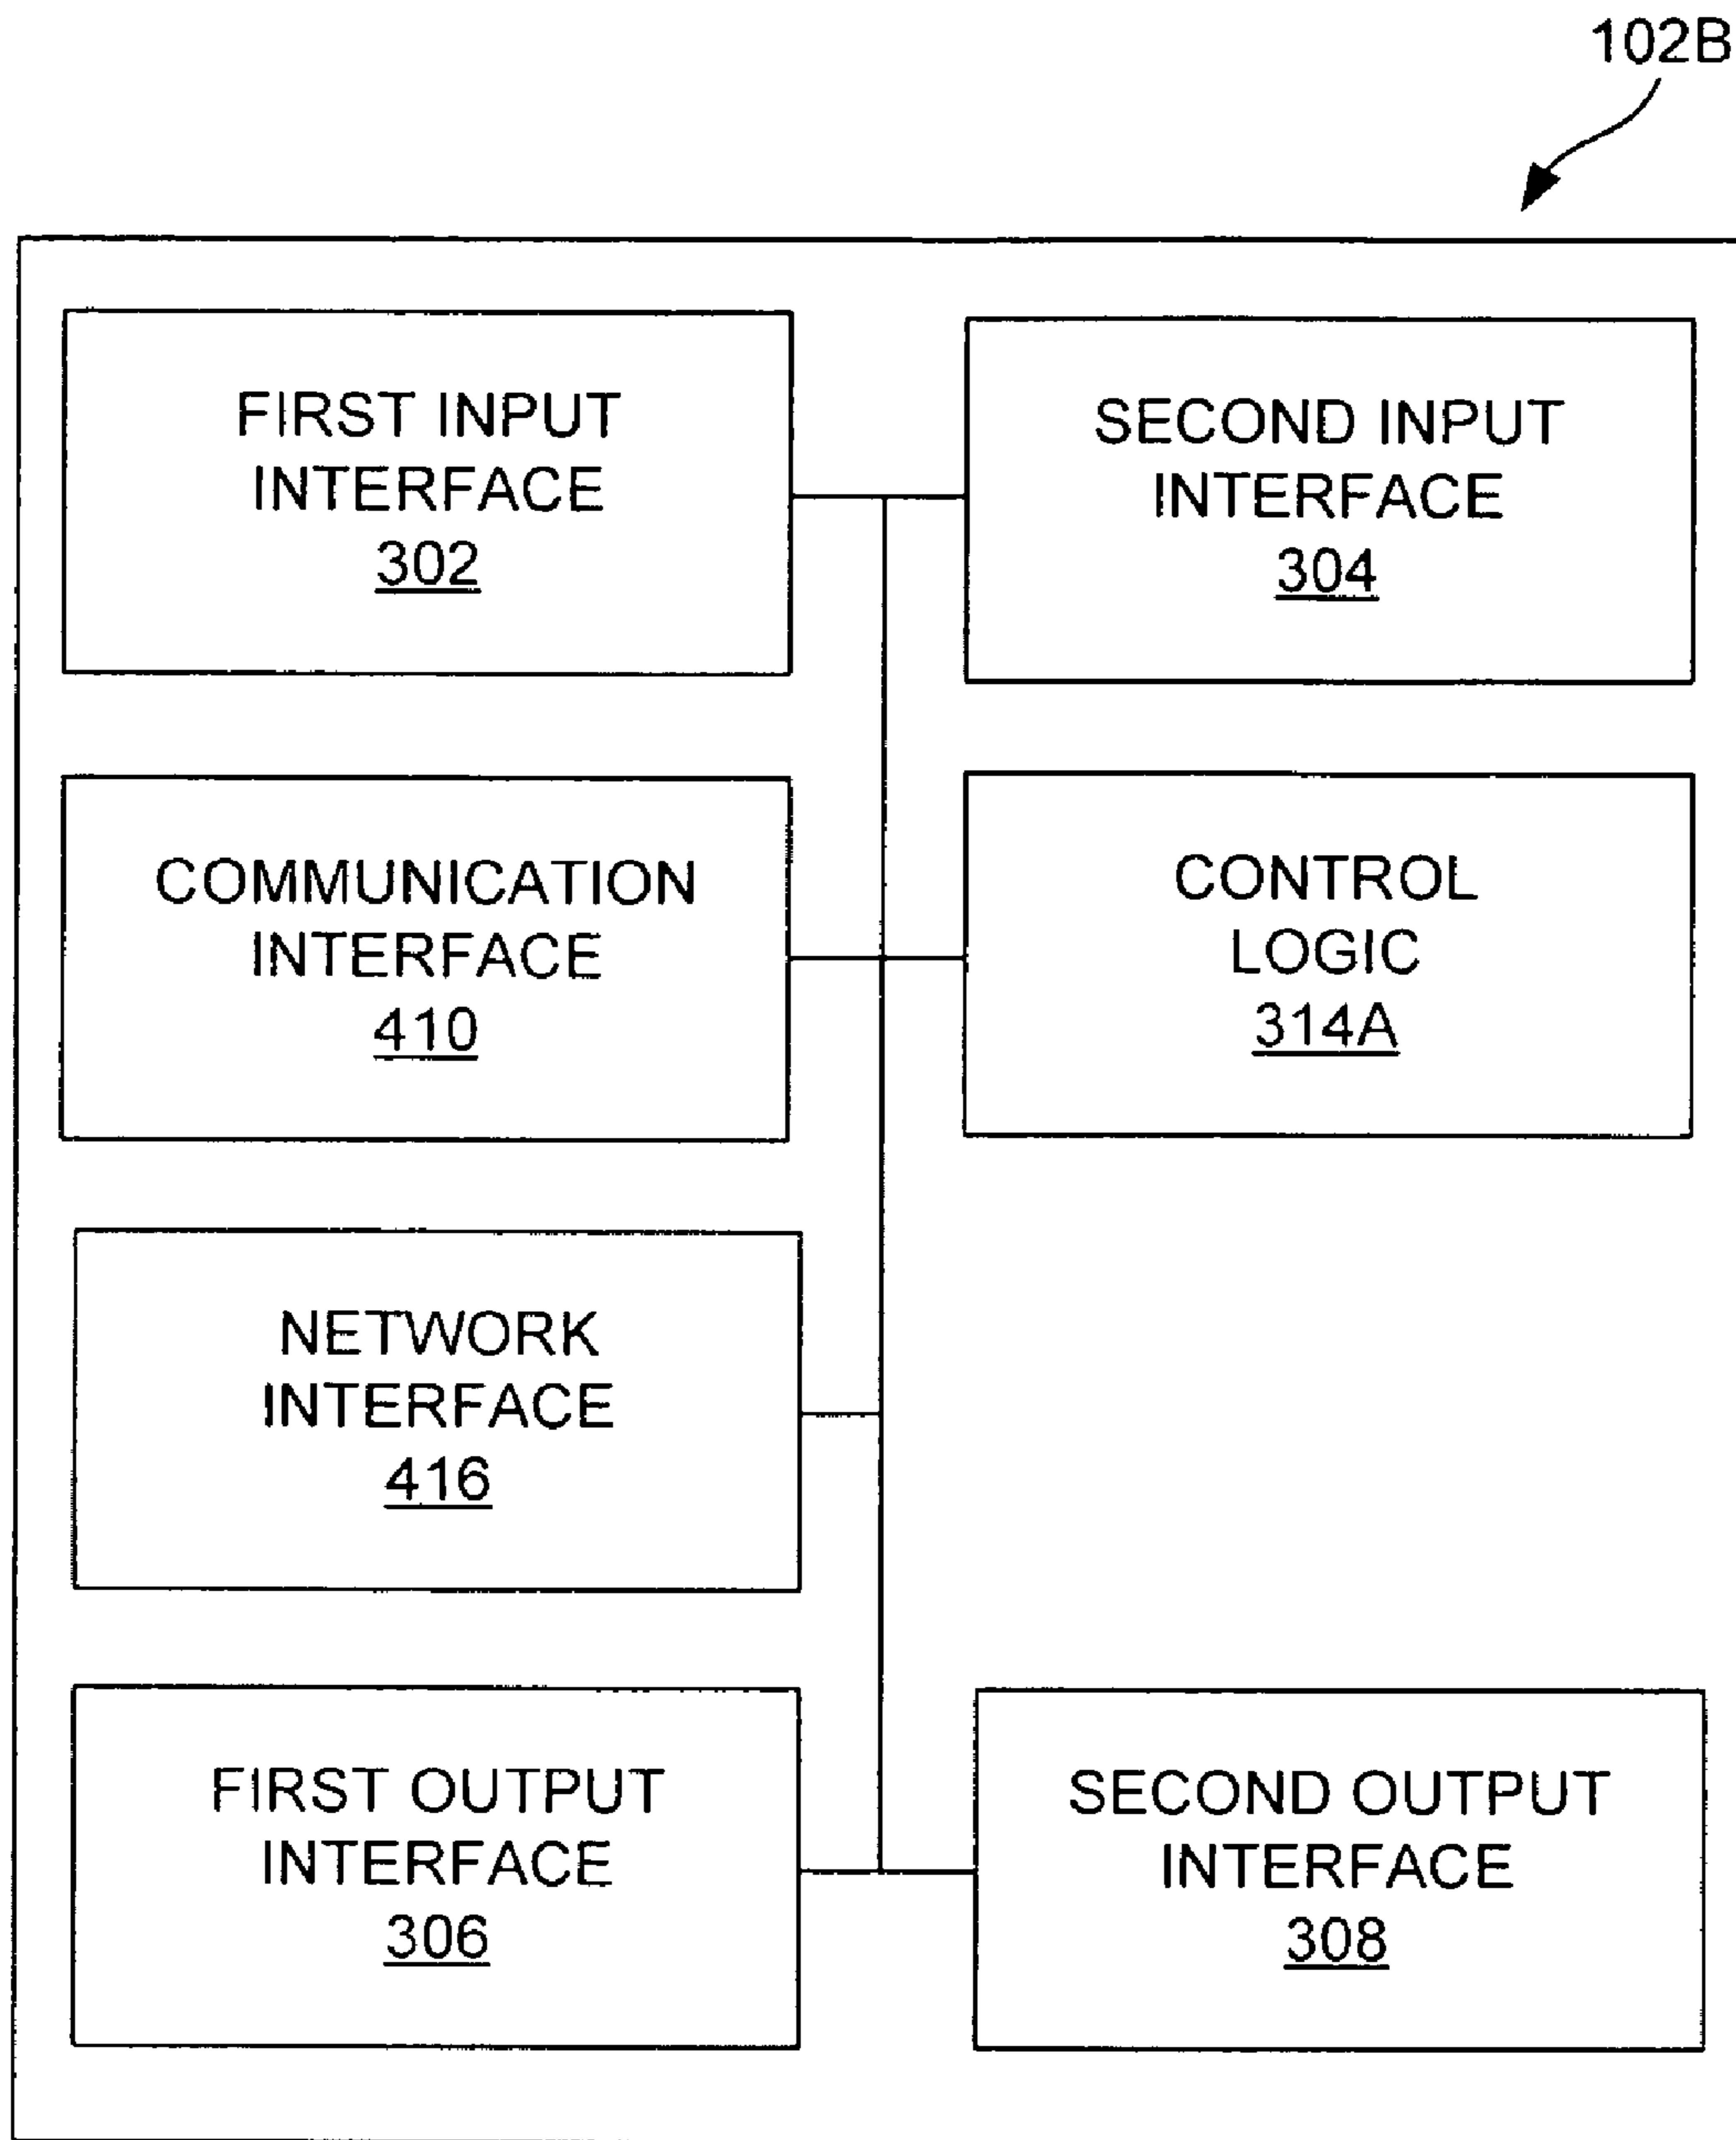 102B
FIRST INPUT
INTERFACE
302
SECOND INPUT
INTERFACE
304
COMMUNICATION
INTERFACE
410
CONTROL
LOGIC
314A
NETWORK
INTERFACE
416
FIRST OUTPUT
INTERFACE
306
SECOND OUTPUT
INTERFACE
308